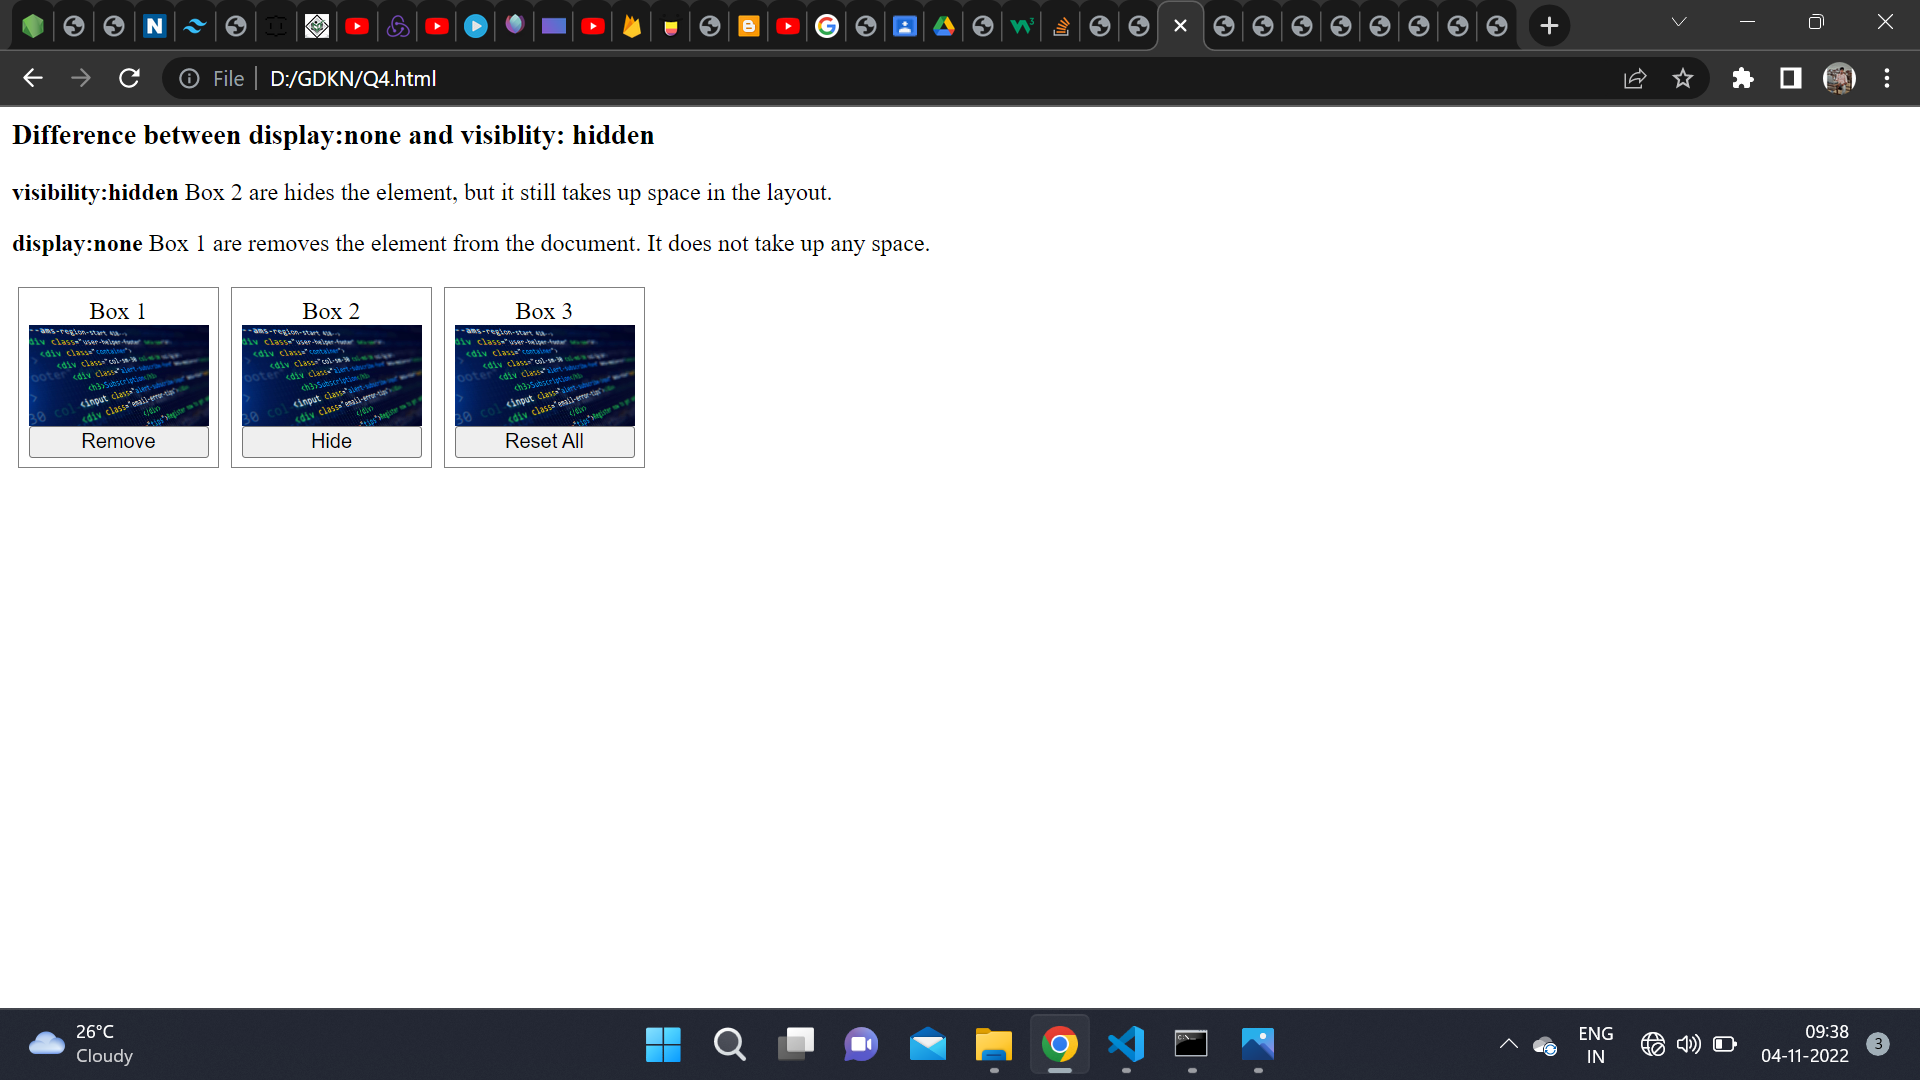 File D:/GDKN/Q4.html
Difference between display:none and visiblity: hidden
visibility:hidden Box 2 are hides the element, but it still takes up space in the layout.
display:none Box 1 are removes the element from the document. It does not take up any space.
Box 1 Box 2 Box 3
Remove Hide Reset All
26°C
Cloudy
ENG
IN
09:38
04-11-2022
3